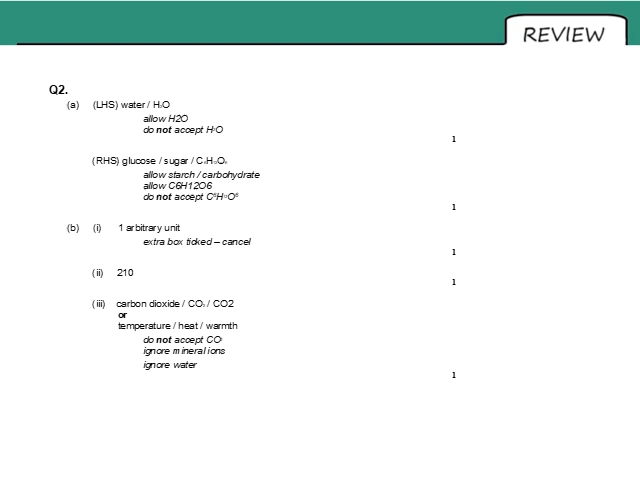 REVIEW
Q2.
(a) (LHS) water / H₂O
allow H2O
do not accept H²O
1
(RHS) glucose / sugar / C₆H₁₂O₆
allow starch / carbohydrate
allow C6H12O6
do not accept C⁶H¹²O⁶
1
(b) (i) 1 arbitrary unit
extra box ticked – cancel
1
(ii) 210
1
(iii) carbon dioxide / CO₂ / CO2
or
temperature / heat / warmth
do not accept CO
ignore mineral ions
ignore water
1